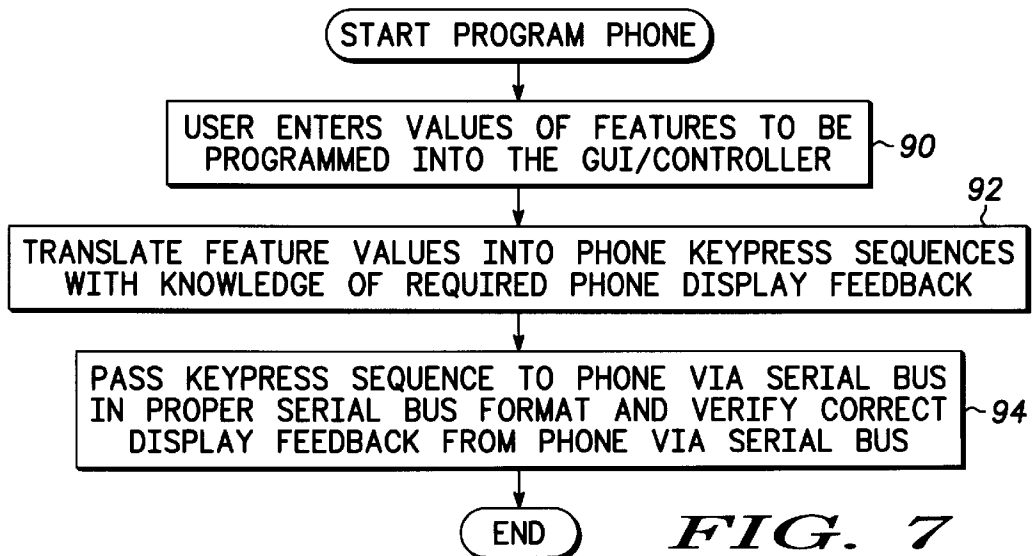 START PROGRAM PHONE
USER ENTERS VALUES OF FEATURES TO BE
PROGRAMMED INTO THE GUI/CONTROLLER
90
92
TRANSLATE FEATURE VALUES INTO PHONE KEYPRESS SEQUENCES
WITH KNOWLEDGE OF REQUIRED PHONE DISPLAY FEEDBACK
PASS KEYPRESS SEQUENCE TO PHONE VIA SERIAL BUS
IN PROPER SERIAL BUS FORMAT AND VERIFY CORRECT
DISPLAY FEEDBACK FROM PHONE VIA SERIAL BUS
94
END
FIG. 7